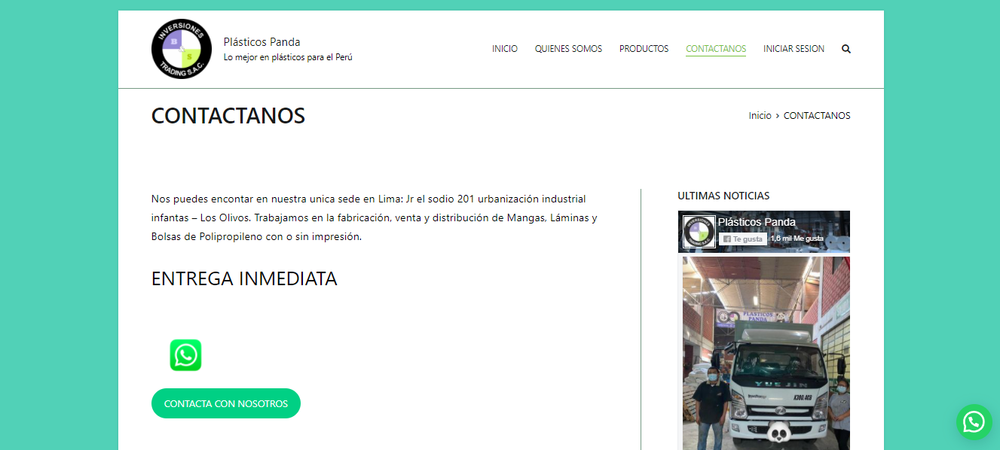 INVERSIONES
B
S
TRADING S.A.C.
Plásticos Panda
Lo mejor en plásticos para el Perú
INICIO
QUIENES SOMOS
PRODUCTOS
CONTACTANOS
INICIAR SESION
CONTACTANOS
Inicio › CONTACTANOS
Nos puedes encontar en nuestra unica sede en Lima: Jr el sodio 201 urbanización industrial
infantas – Los Olivos. Trabajamos en la fabricación, venta y distribución de Mangas, Láminas y
Bolsas de Polipropileno con o sin impresión.
ENTREGA INMEDIATA
CONTACTA CON NOSOTROS
ULTIMAS NOTICIAS
Plásticos Panda
Te gusta
1,6 mil Me gusta
PLASTICOS
PANDA
YUEJIN